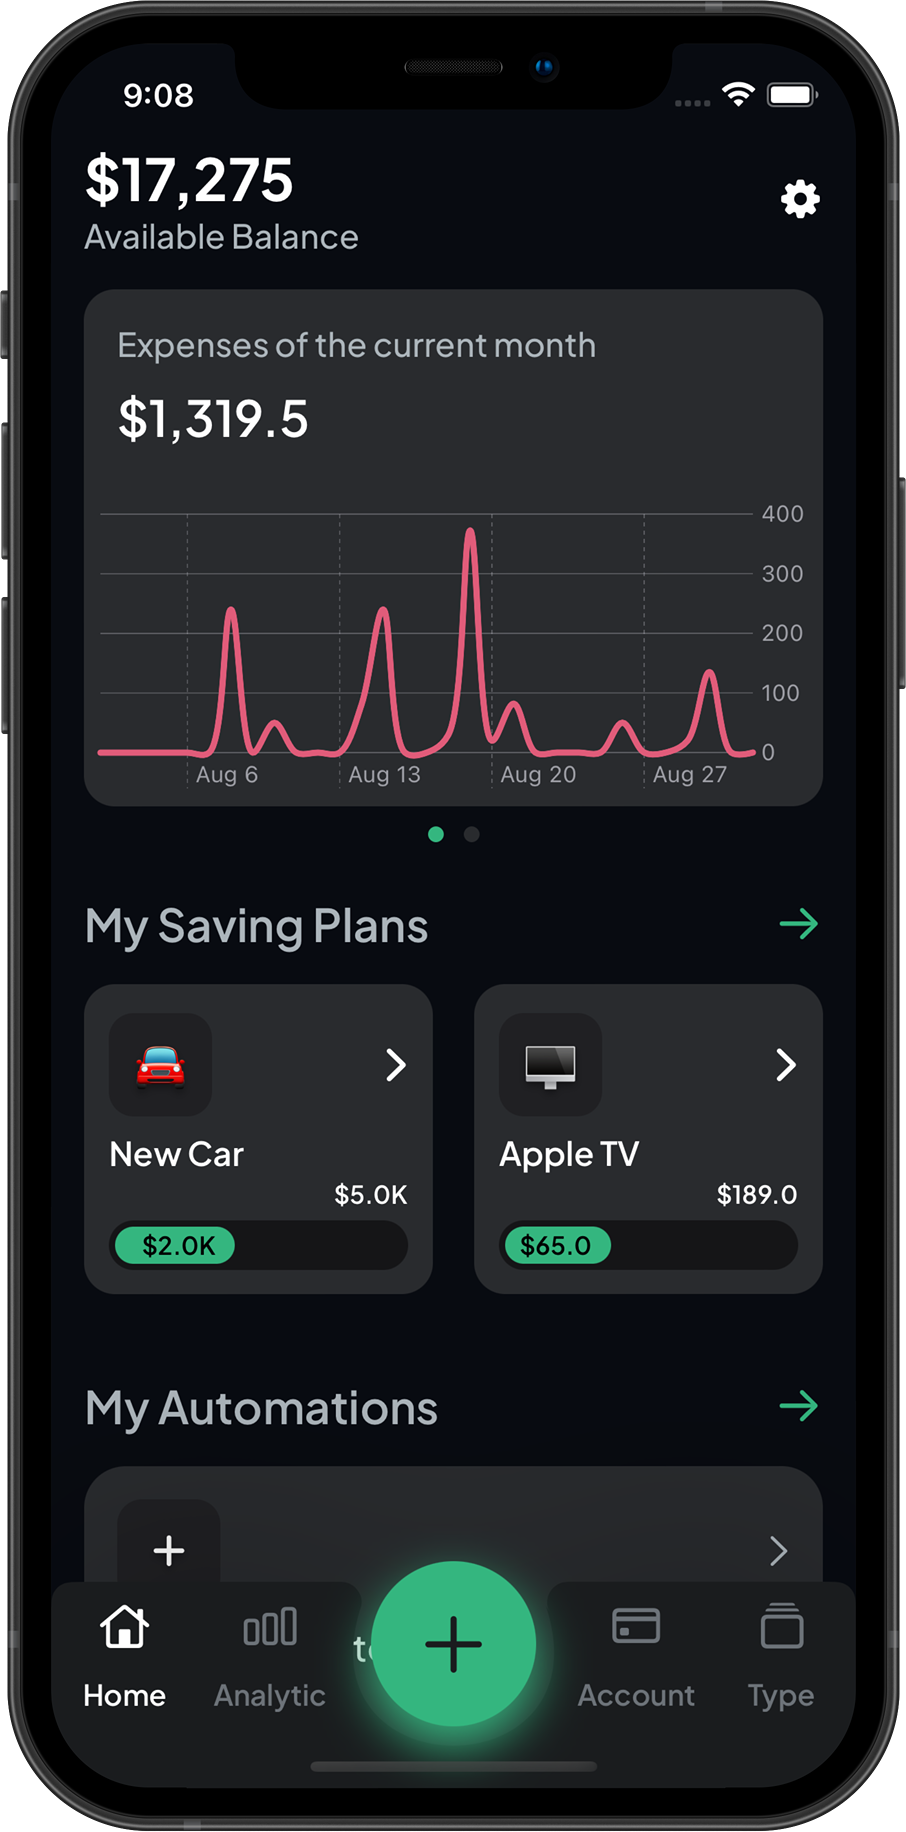 9:08
$17,275
Available Balance
Expenses of the current month
$1,319.5
400
300
200
100
0
Aug 6 Aug 13 Aug 20 Aug 27
My Saving Plans
New Car
$5.0K
$2.0K
Apple TV
$189.0
$65.0
My Automations
Home Analytic Account Type